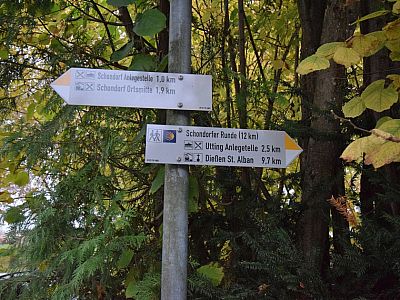 Schondorf Anlegestelle 1,0 km
Schondorf Ortsmitte 1,9 km
Schondorfer Runde (12 km)
Utting Anlegestelle 2.5 km
Dießen St. Alban 9.7 km